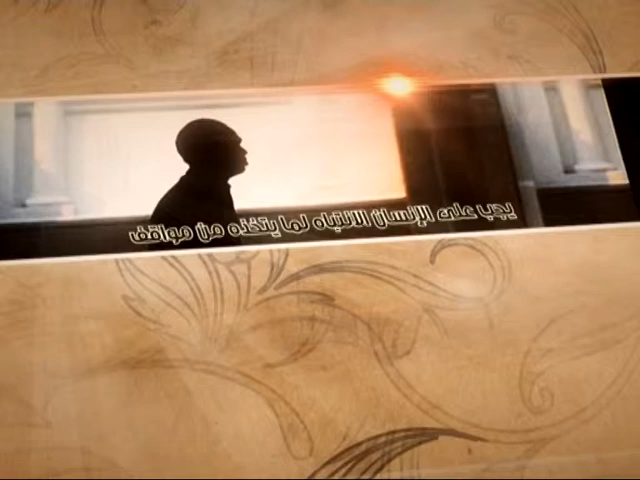 يجب على الإنسان الانتباه لما يتخذه من مواقف